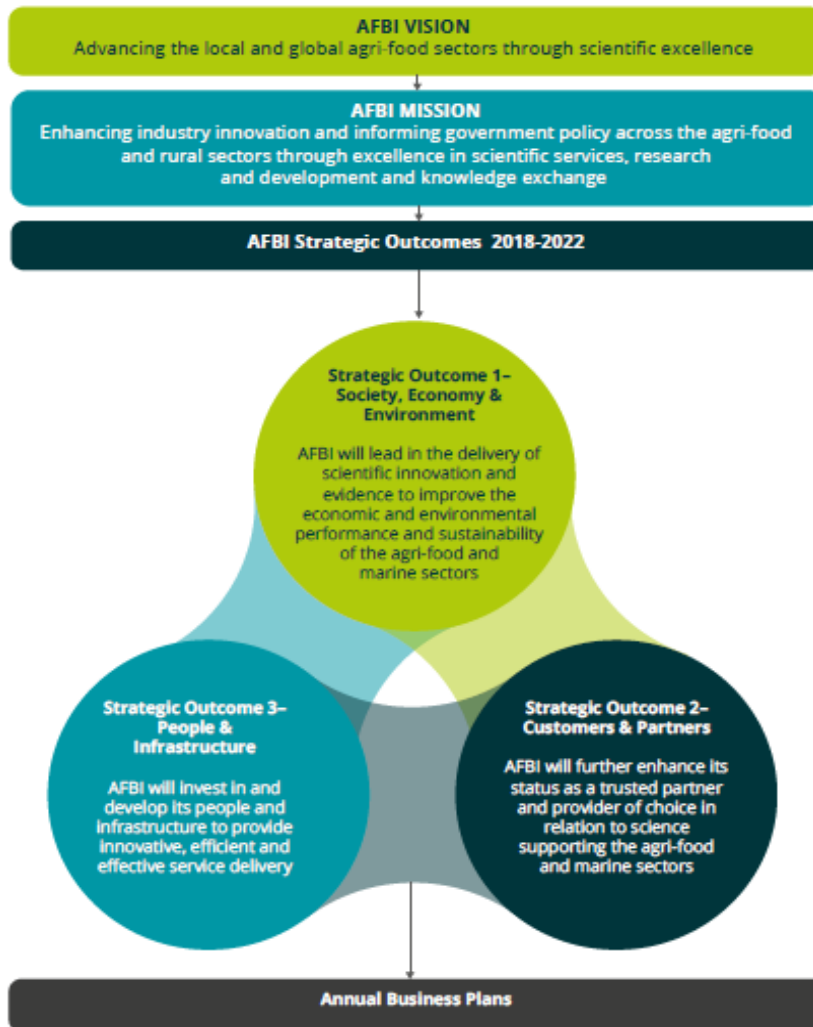 AFBI VISION
Advancing the local and global agri-food sectors through scientific excellence
AFBI MISSION
Enhancing industry innovation and informing government policy across the agri-food
and rural sectors through excellence in scientific services, research
and development and knowledge exchange
AFBI Strategic Outcomes 2018-2022
Strategic Outcome 1–
Society, Economy &
Environment
AFBI will lead in the delivery of
scientific innovation and
evidence to improve the
economic and environmental
performance and sustainability
of the agri-food and
marine sectors
Strategic Outcome 3–
People &
Infrastructure
AFBI will invest in and
develop its people and
infrastructure to provide
innovative, efficient and
effective service delivery
Strategic Outcome 2–
Customers & Partners
AFBI will further enhance its
status as a trusted partner
and provider of choice in
relation to science
supporting the agri-food
and marine sectors
Annual Business Plans